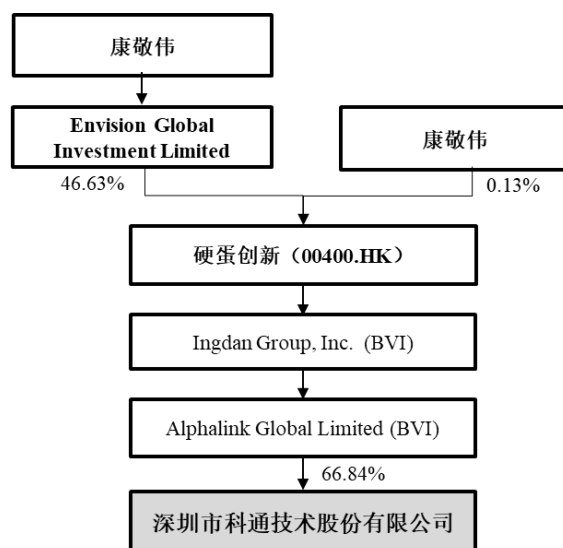 康敬伟
Envision Global
Investment Limited
康敬伟
46.63%
0.13%
硬蛋创新（00400.HK）
Ingdan Group, Inc. (BVI)
Alphalink Global Limited (BVI)
66.84%
深圳市科通技术股份有限公司